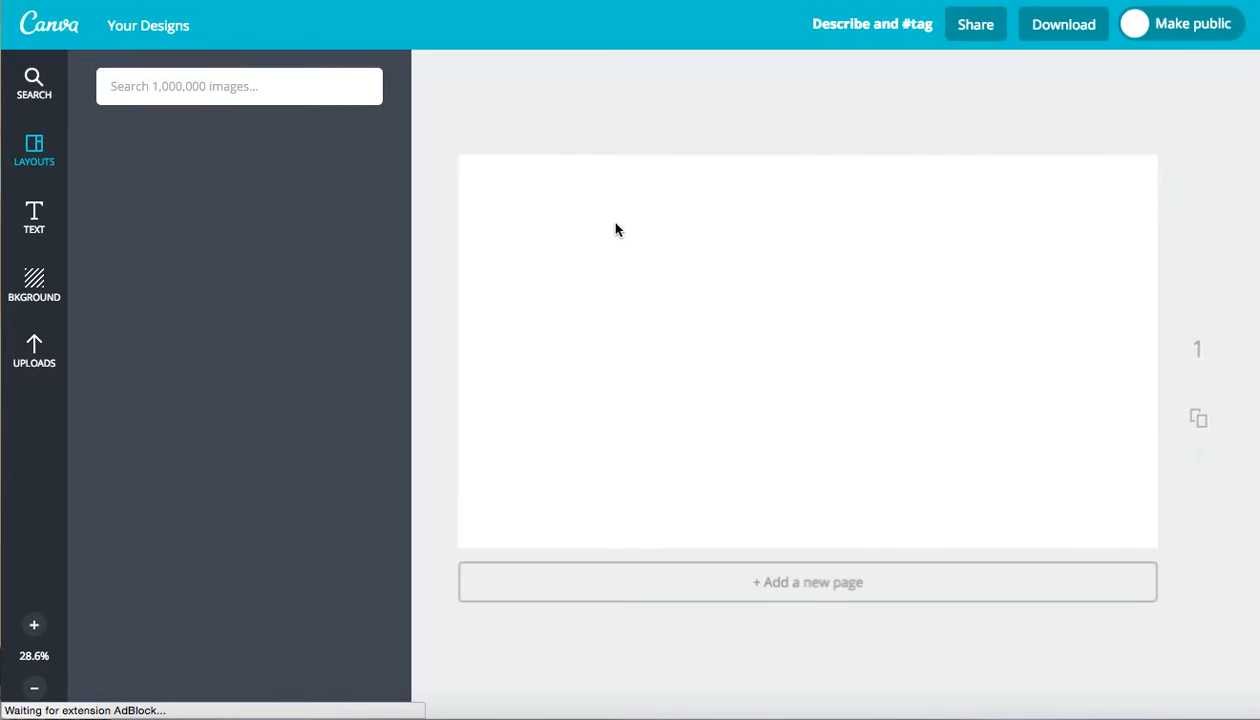 Canva
Your Designs
Describe and #tag
Share
Download
Make public
SEARCH
Search 1,000,000 images...
LAYOUTS
TEXT
BKGROUND
UPLOADS
1
+ Add a new page
+
28.6%
−
Waiting for extension AdBlock...